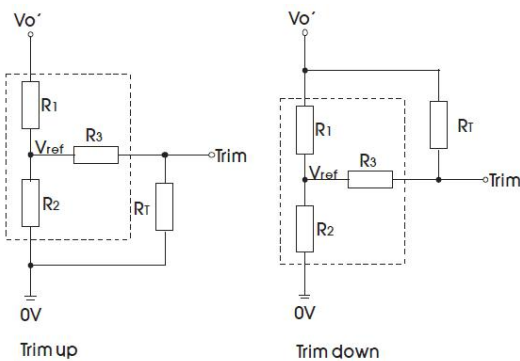 Vo´
R1
Vref
R3
Trim
R2
RT
0V
Trim up
Vo´
R1
RT
Vref
R3
Trim
R2
0V
Trim down